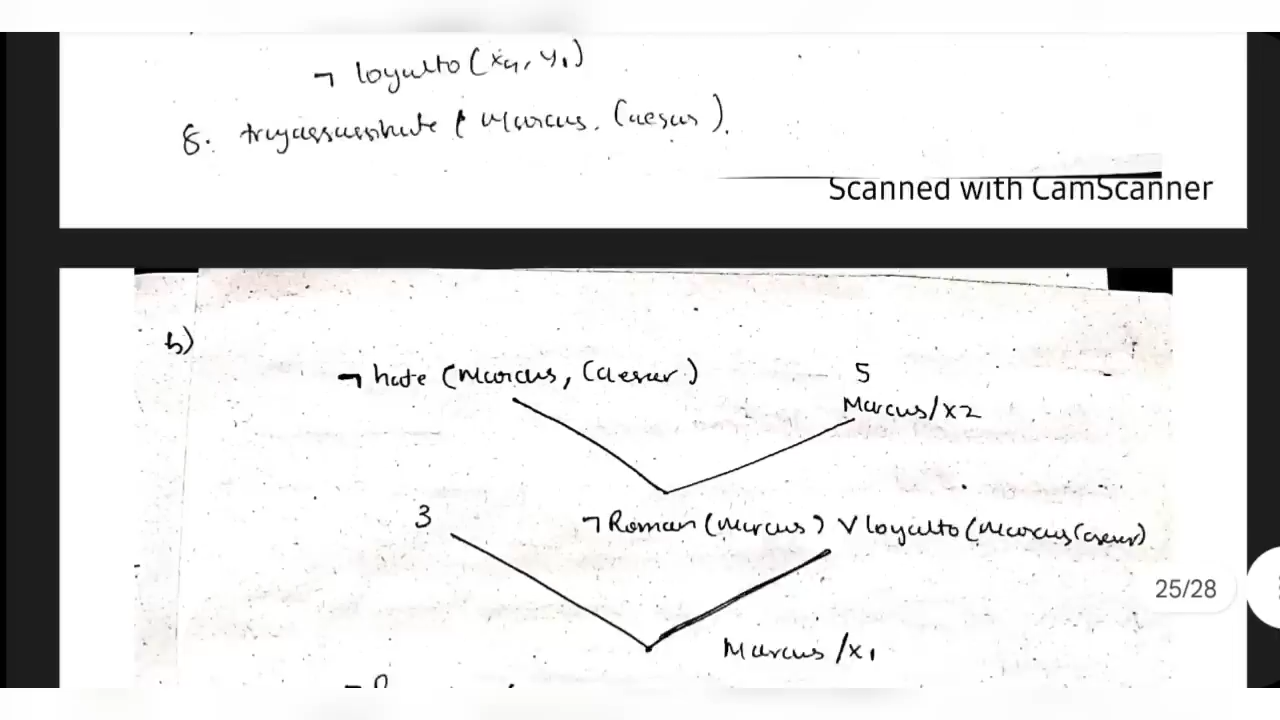 ¬ loyalto (x4, y1)
8. tryassassinate ( Marcus, Caesar ).
Scanned with CamScanner
b)
¬ hate (Marcus, Caesar)
5
Marcus/x2
3
¬ Roman (Marcus) V loyalto (Marcus Caesar)
25/28
Marcus /x1